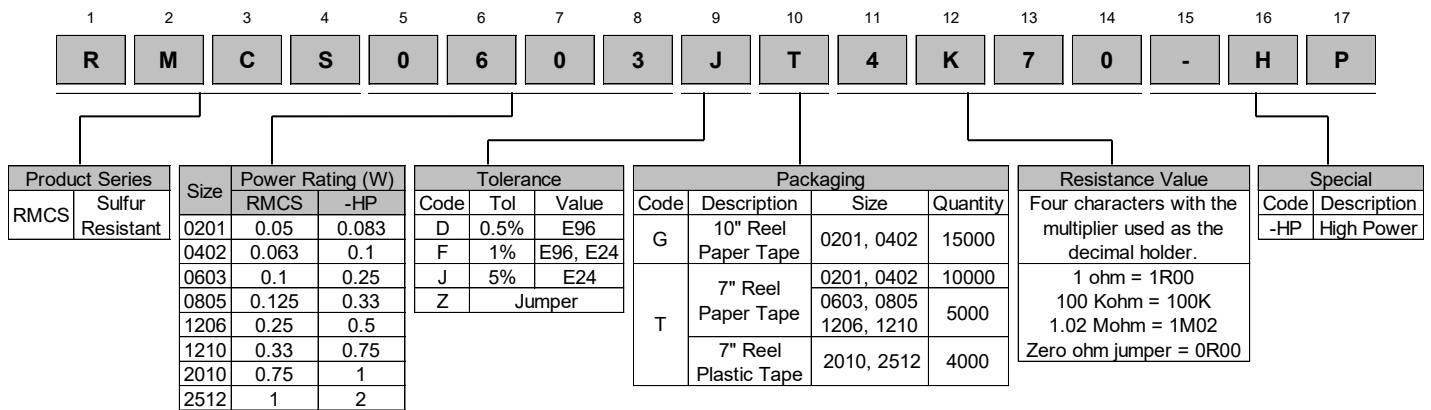 1 2 3 4 5 6 7 8 9 10 11 12 13 14 15 16 17
R M C S 0 6 0 3 J T 4 K 7 0 - H P
Product Series
RMCS Sulfur Resistant
Size Power Rating (W)
RMCS -HP
0201 0.05 0.083
0402 0.063 0.1
0603 0.1 0.25
0805 0.125 0.33
1206 0.25 0.5
1210 0.33 0.75
2010 0.75 1
2512 1 2
Tolerance
Code Tol Value
D 0.5% E96
F 1% E96, E24
J 5% E24
Z Jumper
Packaging
Code Description Size Quantity
G 10" Reel Paper Tape 0201, 0402 15000
T 7" Reel Paper Tape 0201, 0402 10000
0603, 0805 1206, 1210 5000
7" Reel Plastic Tape 2010, 2512 4000
Resistance Value
Four characters with the
multiplier used as the
decimal holder.
1 ohm = 1R00
100 Kohm = 100K
1.02 Mohm = 1M02
Zero ohm jumper = 0R00
Special
Code Description
-HP High Power